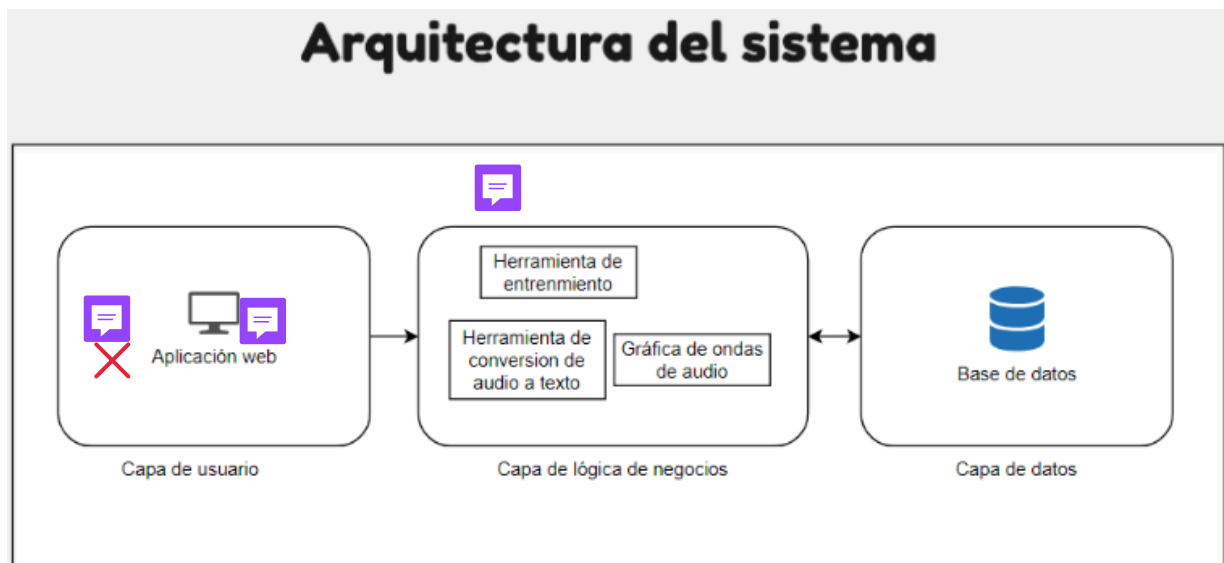 Arquitectura del sistema
Herramienta de
entrenmiento
Aplicación web
Herramienta de
conversion de
audio a texto
Gráfica de ondas
de audio
Base de datos
Capa de usuario
Capa de lógica de negocios
Capa de datos